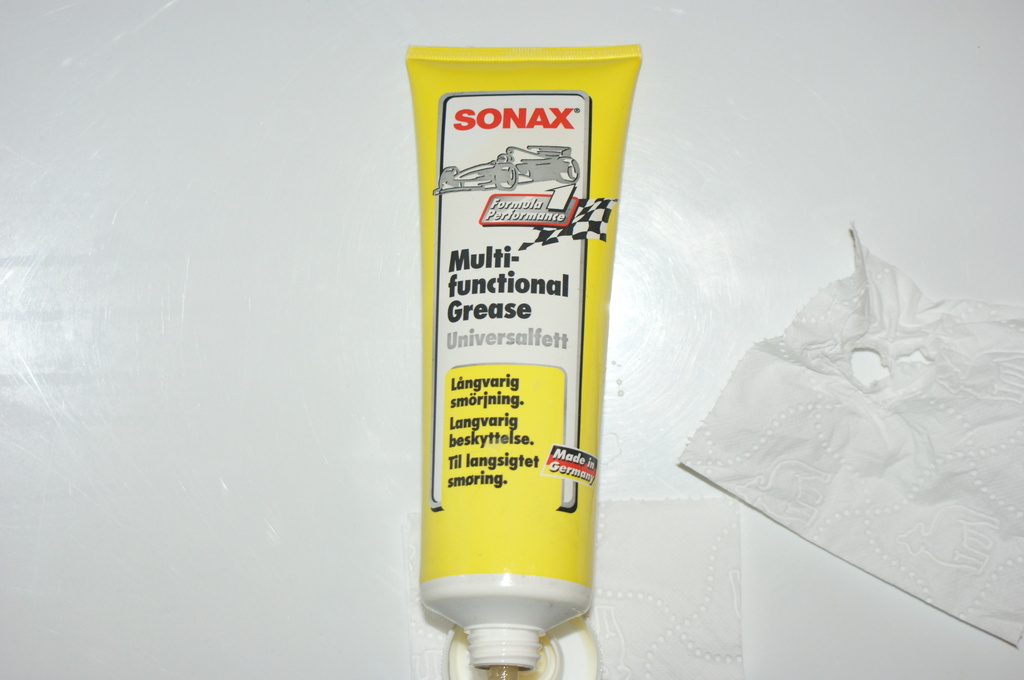 SONAX®
Formula 1
Performance
Multi-
functional
Grease
Universalfett
Långvarig
smörjning.
Langvarig
beskyttelse.
Til langsigtet
smøring.
Made in
Germany